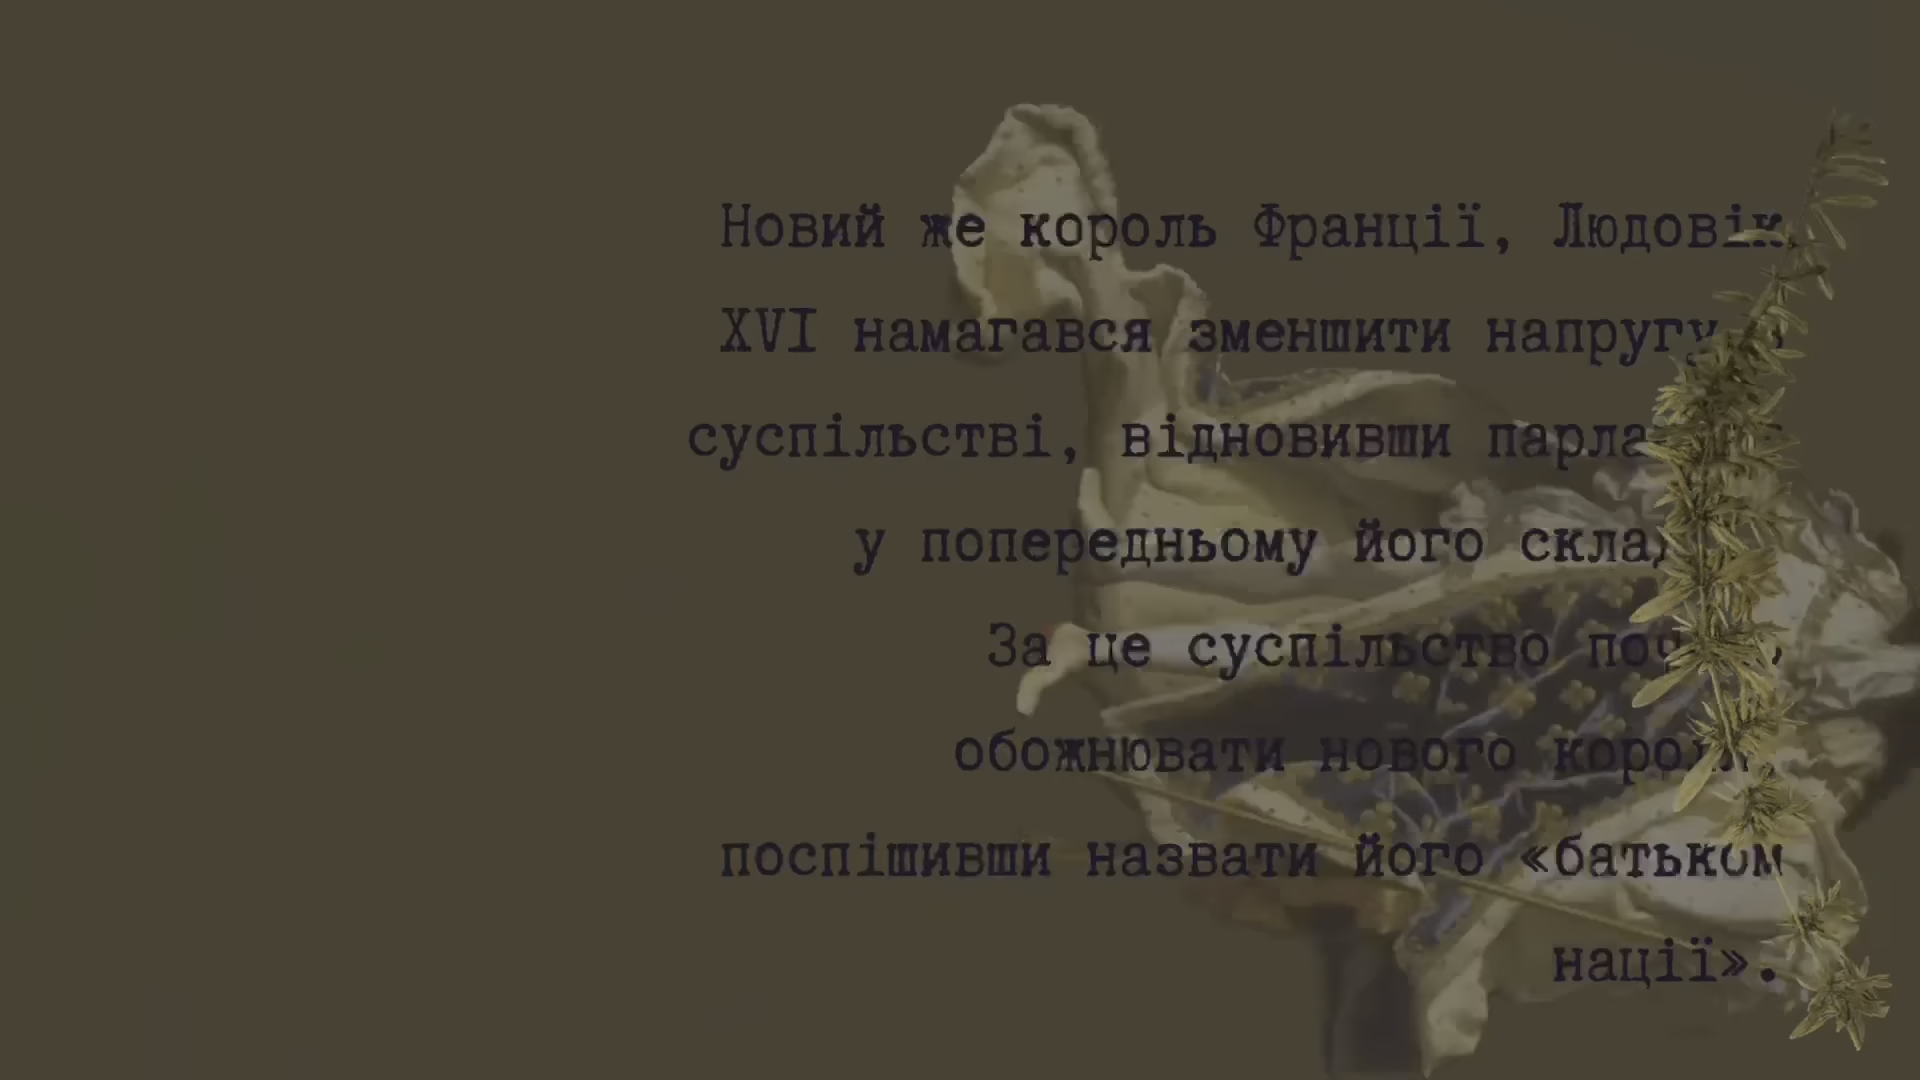 Новий же король Франції, Людовік
XVI намагався зменшити напругу в
суспільстві, відновивши
у попередньому його
За це суспільство
обожнювати нового
поспішивши назвати його «батьком
нації».